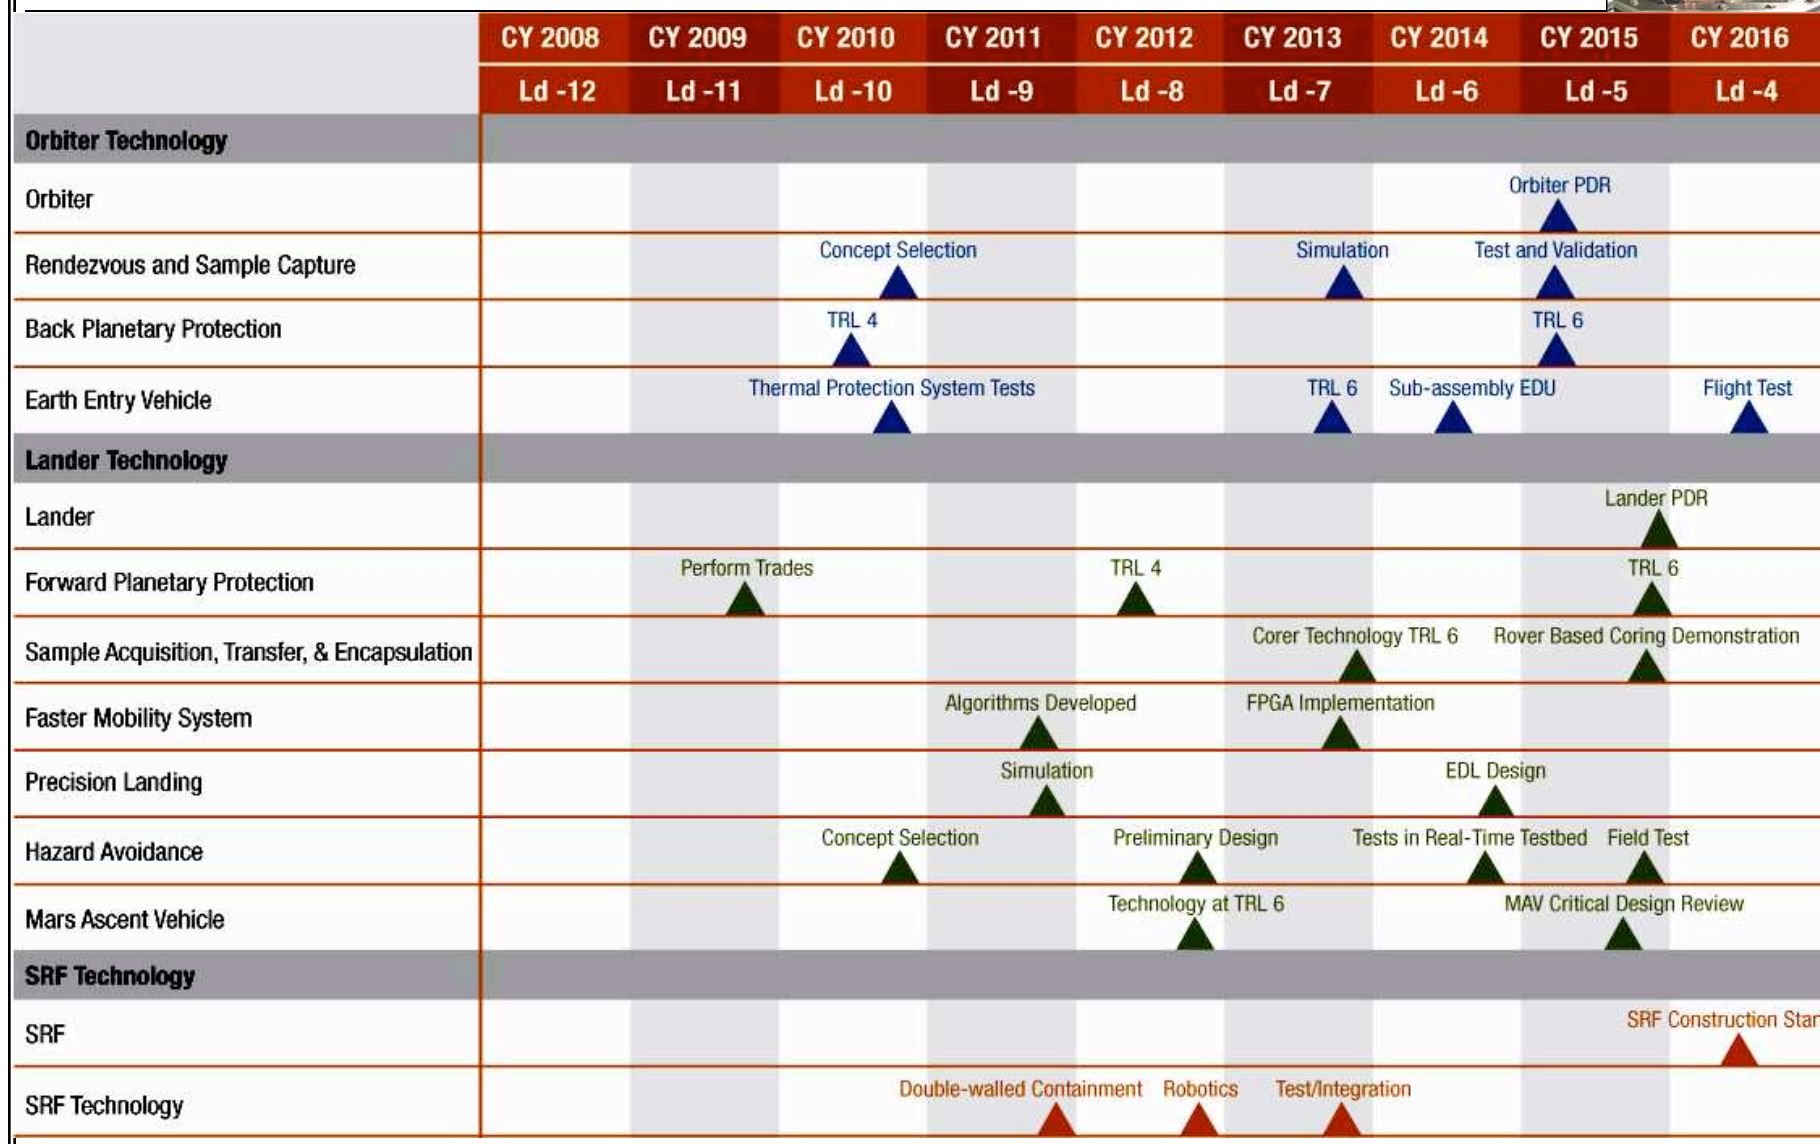 CY 2008 CY 2009 CY 2010 CY 2011 CY 2012 CY 2013 CY 2014 CY 2015 CY 2016
Ld -12 Ld -11 Ld -10 Ld -9 Ld -8 Ld -7 Ld -6 Ld -5 Ld -4
Orbiter Technology
Orbiter Orbiter PDR
Rendezvous and Sample Capture Concept Selection Simulation Test and Validation
Back Planetary Protection TRL 4 TRL 6
Earth Entry Vehicle Thermal Protection System Tests TRL 6 Sub-assembly EDU Flight Test
Lander Technology
Lander Lander PDR
Forward Planetary Protection Perform Trades TRL 4 TRL 6
Sample Acquisition, Transfer, & Encapsulation Corer Technology TRL 6 Rover Based Coring Demonstration
Faster Mobility System Algorithms Developed FPGA Implementation
Precision Landing Simulation EDL Design
Hazard Avoidance Concept Selection Preliminary Design Tests in Real-Time Testbed Field Test
Mars Ascent Vehicle Technology at TRL 6 MAV Critical Design Review
SRF Technology
SRF SRF Construction Star
SRF Technology Double-walled Containment Robotics Test/Integration